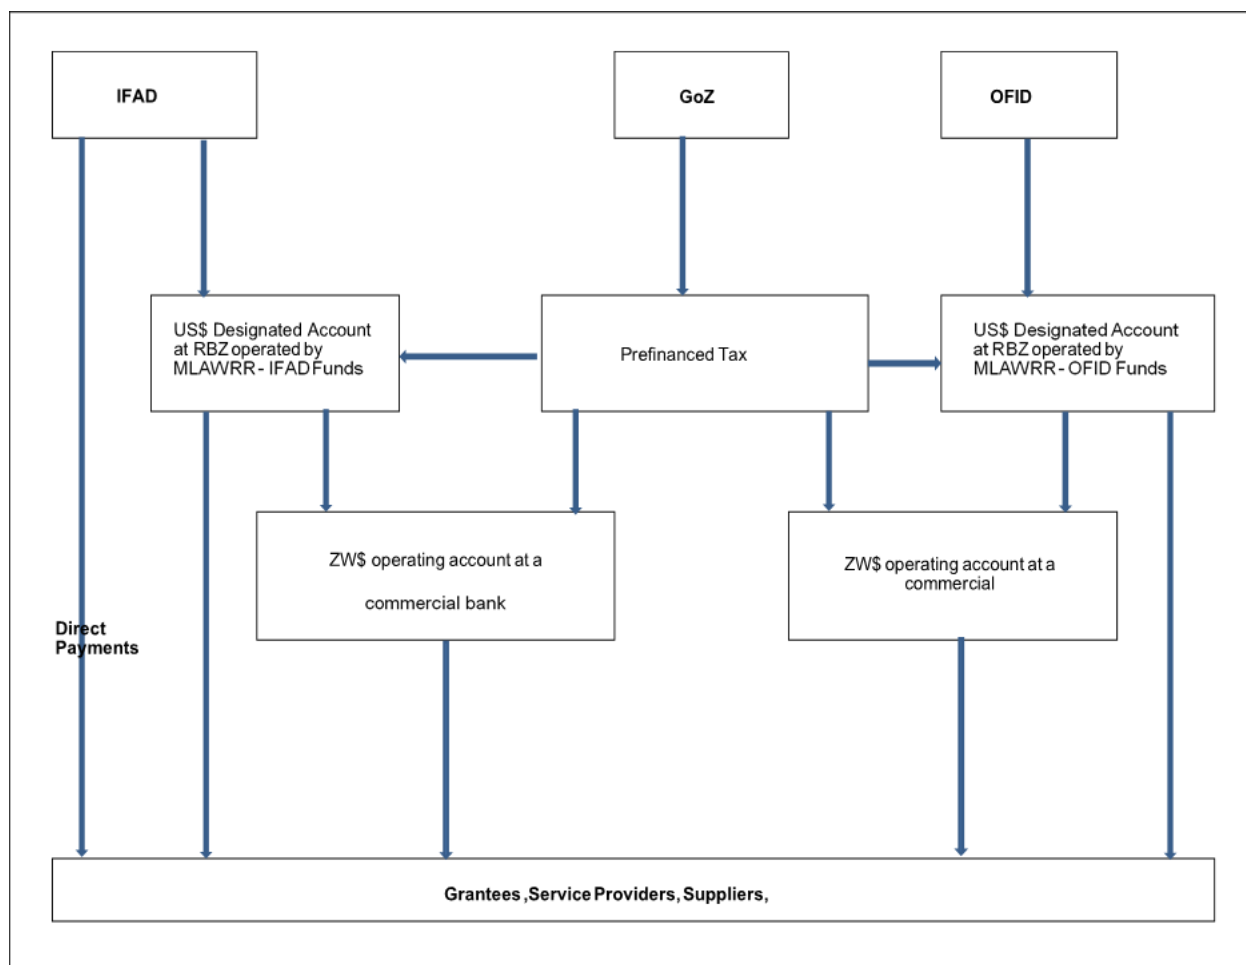 IFAD
GoZ
OFID
US$ Designated Account
at RBZ operated by
MLAWRR - IFAD Funds
Prefinanced Tax
US$ Designated Account
at RBZ operated by
MLAWRR - OFID Funds
ZW$ operating account at a
commercial bank
ZW$ operating account at a
commercial
Direct
Payments
Grantees ,Service Providers, Suppliers,